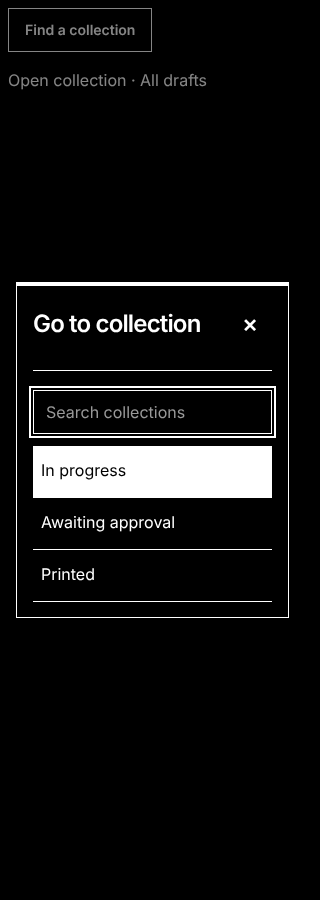 Find a collection
Open collection · All drafts
Go to collection ×
Search collections
In progress
Awaiting approval
Printed